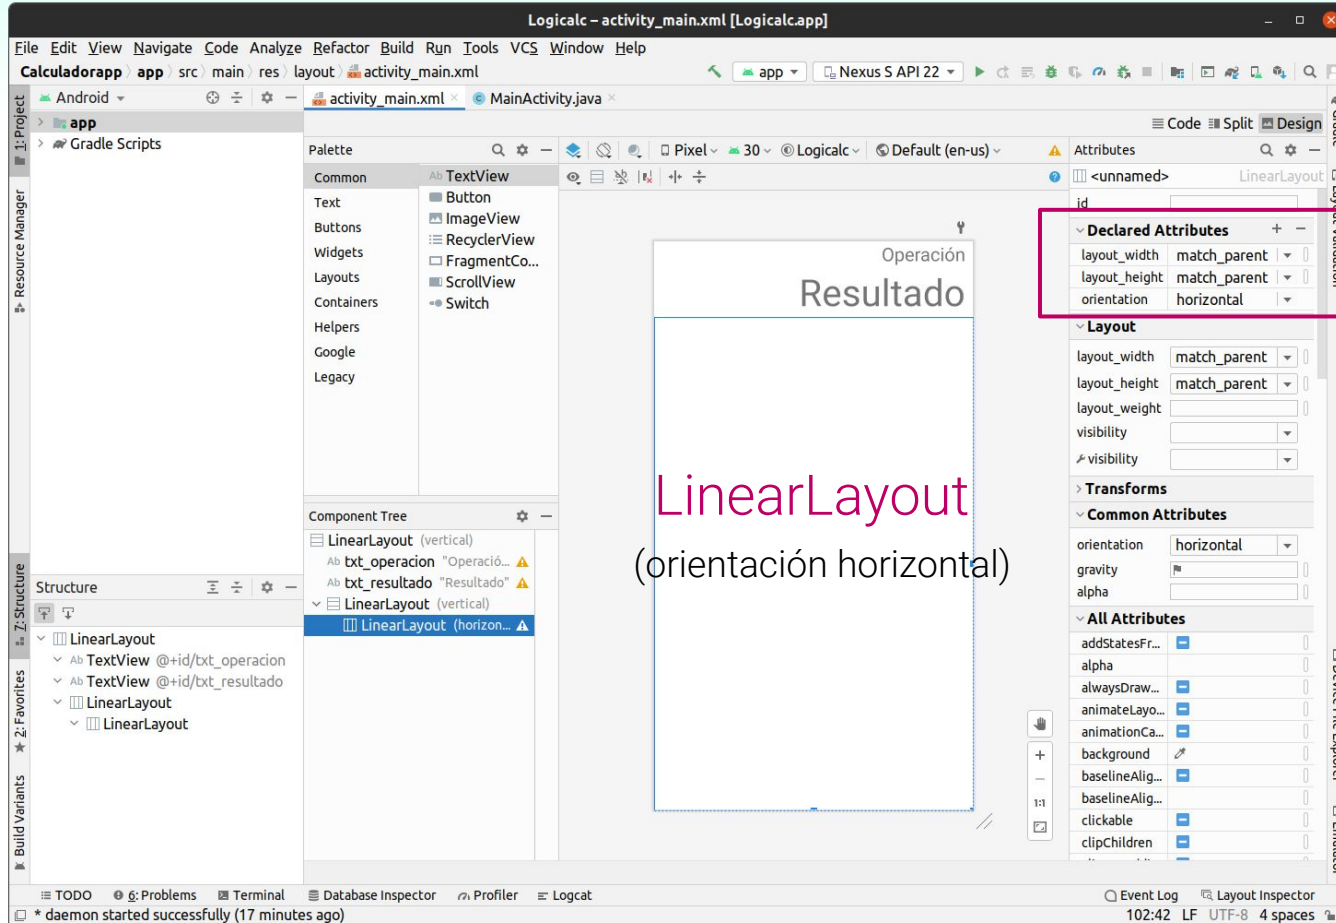 Logicalc – activity_main.xml [Logicalc.app]
File Edit View Navigate Code Analyze Refactor Build Run Tools VCS Window Help
Calculadorapp app src main res layout activity_main.xml
app Nexus S API 22
1: Project
Resource Manager
7: Structure
2: Favorites
Build Variants
Android
app
Gradle Scripts
activity_main.xml MainActivity.java
Code Split Design
Palette
Common
Text
Buttons
Widgets
Layouts
Containers
Helpers
Google
Legacy
Ab TextView
Button
ImageView
RecyclerView
FragmentCo...
ScrollView
Switch
Pixel 30 Logicalc Default (en-us)
Operación
Resultado
LinearLayout
(orientación horizontal)
1:1
Component Tree
LinearLayout (vertical)
Ab txt_operacion "Operació...
Ab txt_resultado "Resultado"
LinearLayout (vertical)
LinearLayout (horizon...
Structure
LinearLayout
Ab TextView @+id/txt_operacion
Ab TextView @+id/txt_resultado
LinearLayout
LinearLayout
Attributes
<unnamed> LinearLayout
id
Declared Attributes + −
layout_width match_parent
layout_height match_parent
orientation horizontal
Layout
layout_width match_parent
layout_height match_parent
layout_weight
visibility
visibility
Transforms
Common Attributes
orientation horizontal
gravity
alpha
All Attributes
addStatesFr...
alpha
alwaysDraw...
animateLayo...
animationCa...
background
baselineAlig...
baselineAlig...
clickable
clipChildren
TODO 6: Problems Terminal Database Inspector Profiler Logcat Event Log Layout Inspector
* daemon started successfully (17 minutes ago) 102:42 LF UTF-8 4 spaces